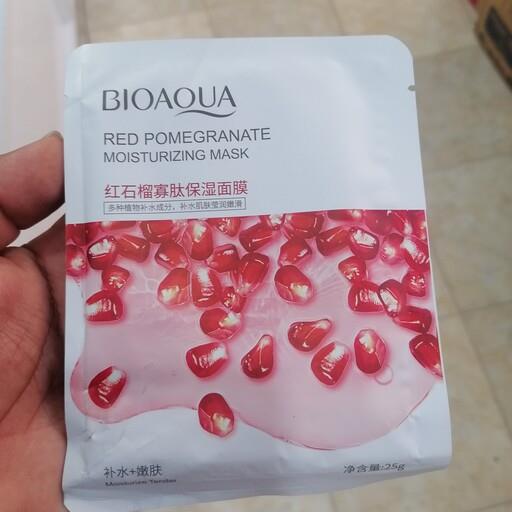 BIOAQUA
RED POMEGRANATE
MOISTURIZING MASK
红石榴寡肽保湿面膜
多种植物补水成分，补水肌肤莹润嫩滑
补水+嫩肤
Moisturize Tender
净含量:25g